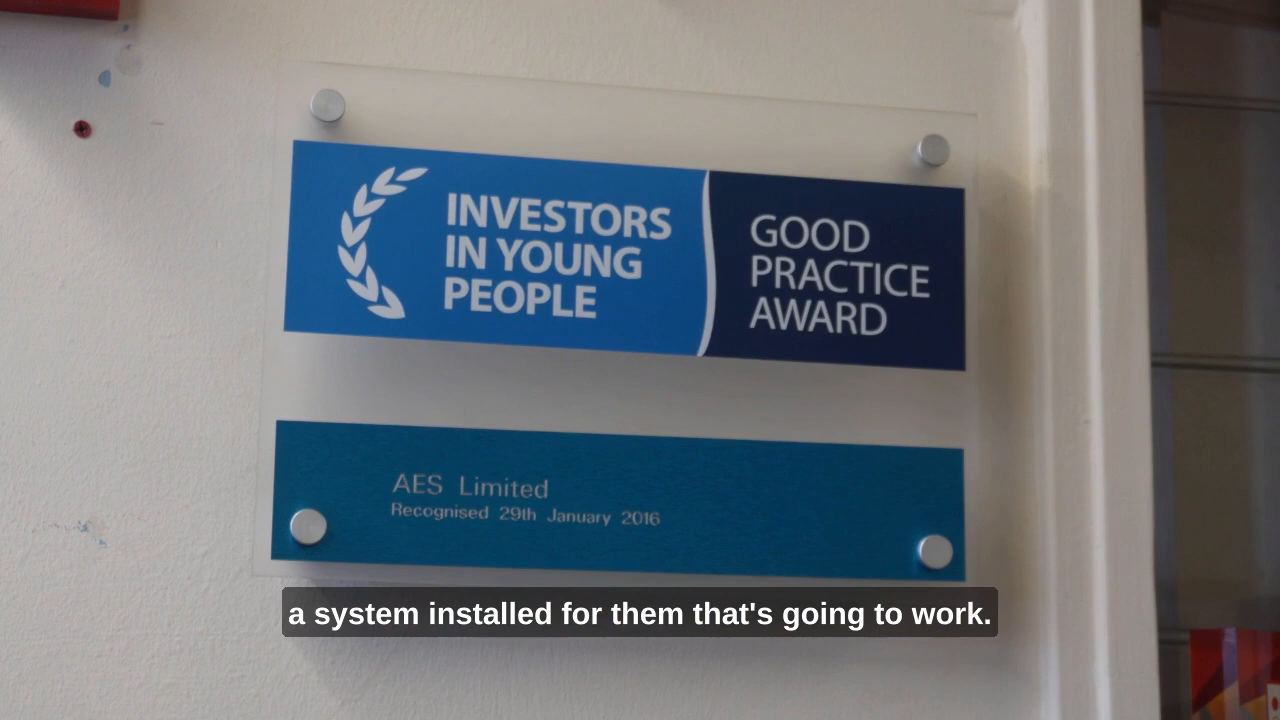 INVESTORS
IN YOUNG
PEOPLE
GOOD
PRACTICE
AWARD
AES Limited
Recognised 29th January 2016
a system installed for them that's going to work.